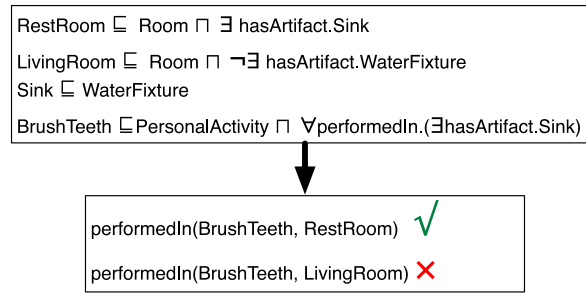 RestRoom ⊑ Room ⊓ ∃ hasArtifact.Sink
LivingRoom ⊑ Room ⊓ ¬∃ hasArtifact.WaterFixture
Sink ⊑ WaterFixture
BrushTeeth ⊑PersonalActivity ⊓ ∀performedIn.(∃hasArtifact.Sink)
performedIn(BrushTeeth, RestRoom) √
performedIn(BrushTeeth, LivingRoom) ✕